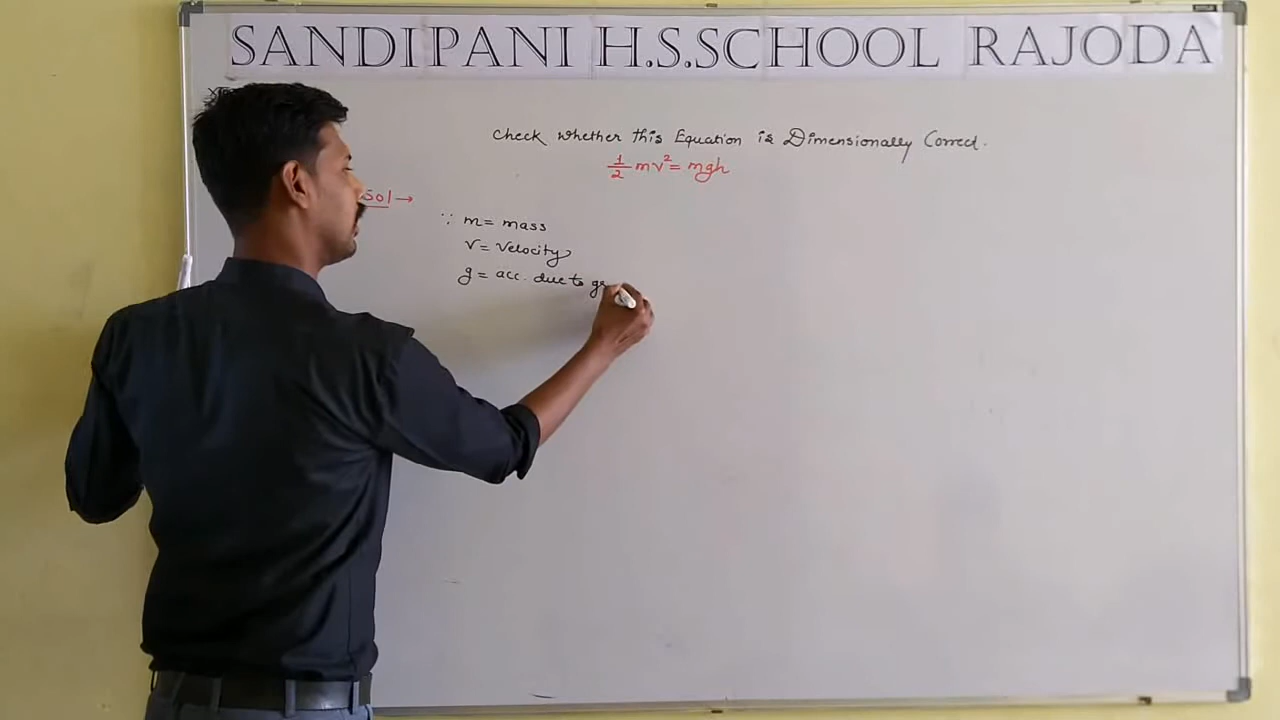 SANDIPANI H.S.SCHOOL RAJODA
Check whether this Equation is Dimensionally Correct.
1/2 mv² = mgh
Sol →
∵ m = mass
v = velocity
g = acc. due to